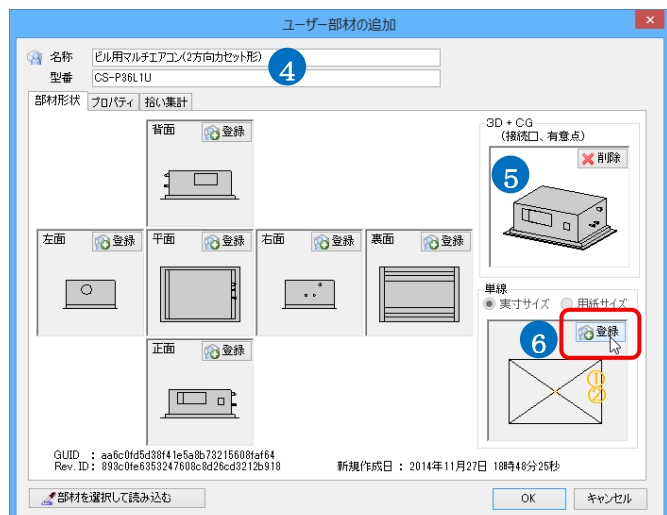 ユーザー部材の追加
×
名称 ビル用マルチエアコン(2方向カセット形)
型番 CS-P36L1U
4
部材形状 プロパティ 拾い集計
背面 登録
3D + CG
(接続口、有意点)
削除
5
左面 登録 平面 登録 右面 登録 裏面 登録
単線
実寸サイズ 用紙サイズ
登録
6
①
②
正面 登録
GUID : aa6c0fd5d38f41e5a8b73215608faf64
Rev. ID : 893c0fe6353247608c8d26cd3212b918 新規作成日 : 2014年11月27日 18時48分25秒
部材を選択して読み込む OK キャンセル